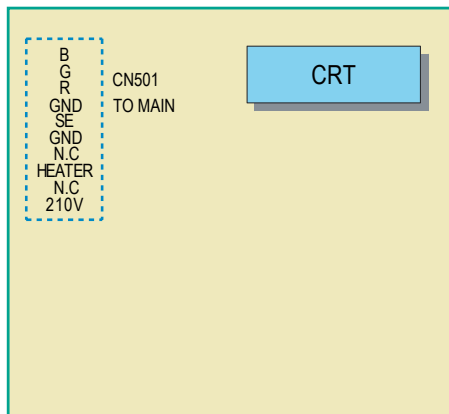 B
G
R
GND
SE
GND
N.C
HEATER
N.C
210V
CN501
TO MAIN
CRT